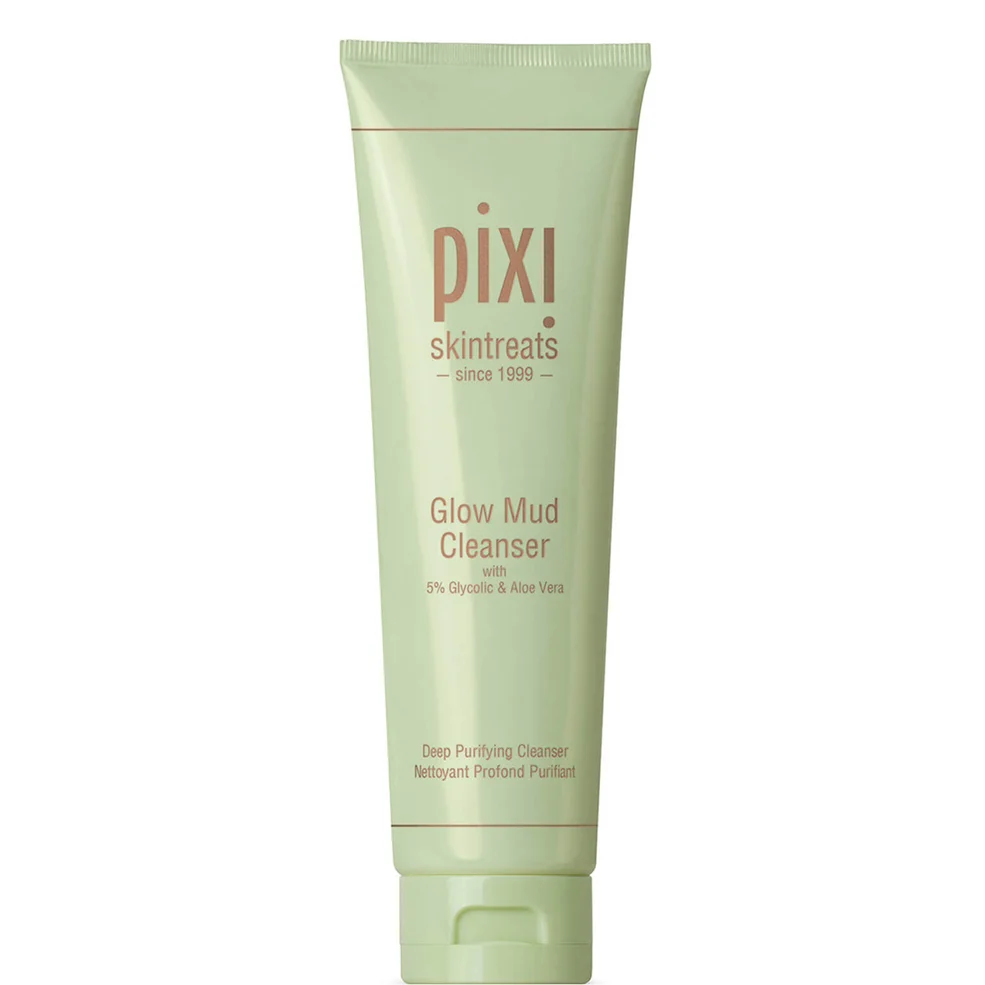 pixi
skintreats
– since 1999 –
Glow Mud
Cleanser
with
5% Glycolic & Aloe Vera
Deep Purifying Cleanser
Nettoyant Profond Purifiant